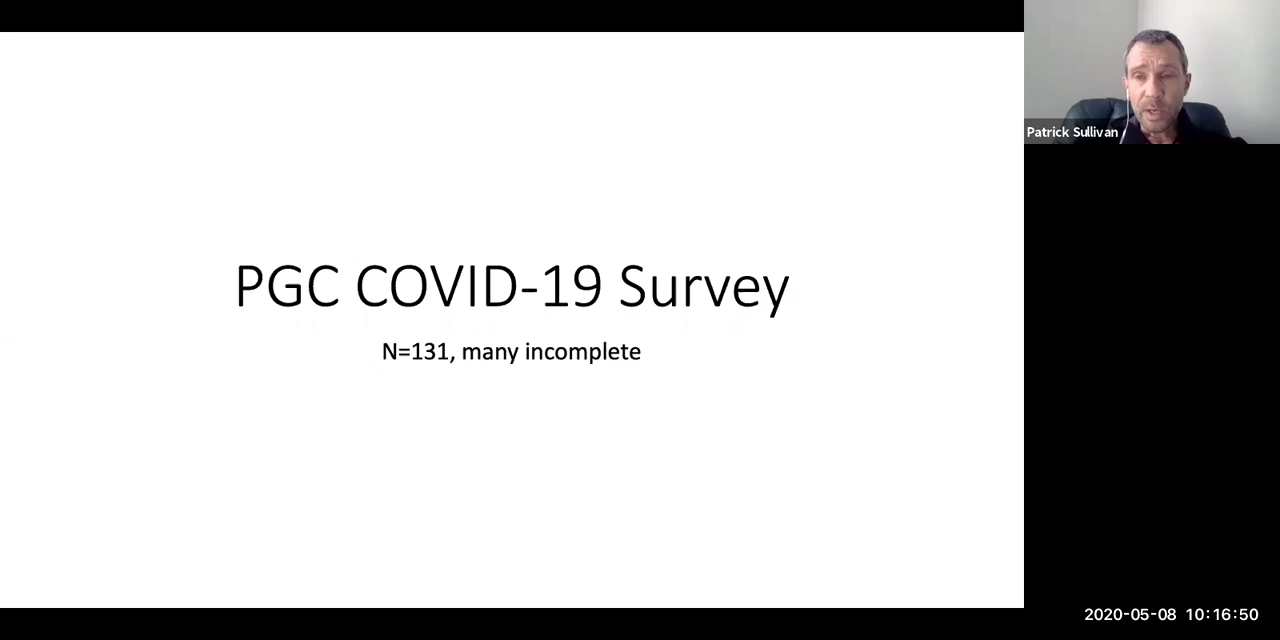 PGC COVID-19 Survey
N=131, many incomplete
Patrick Sullivan
2020-05-08 10:16:50